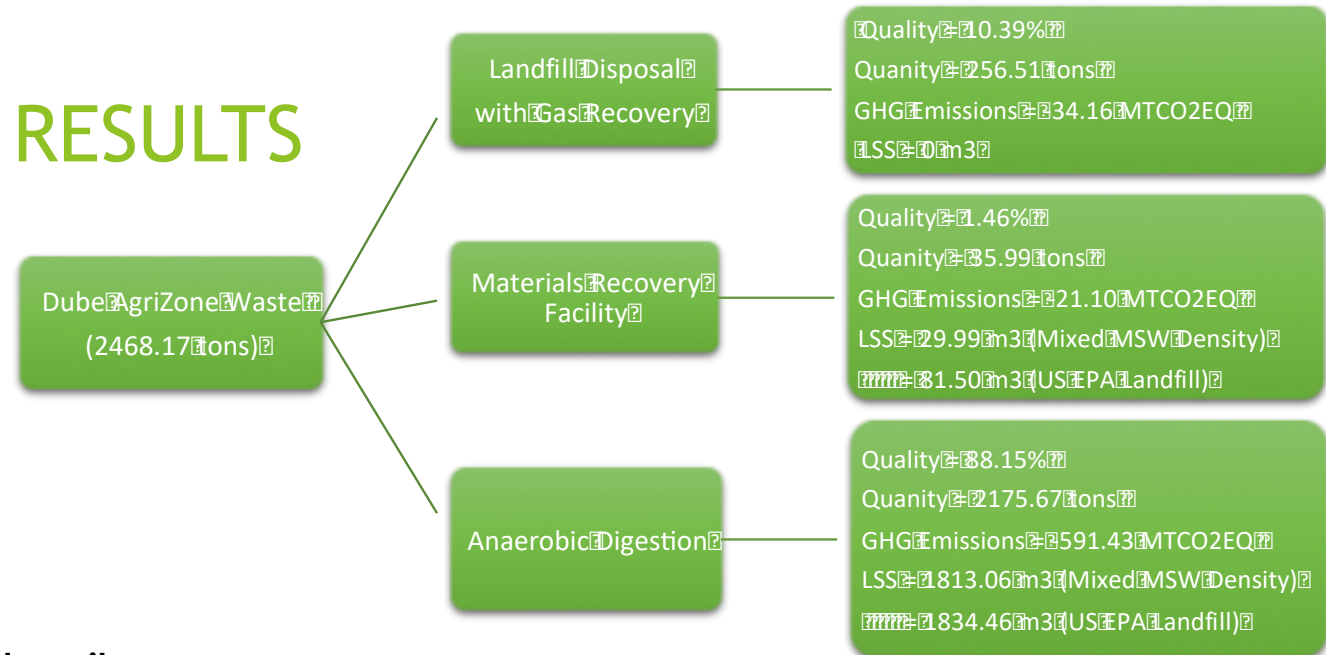 RESULTS
Dube AgriZone Waste
(2468.17 tons)
Landfill Disposal
with Gas Recovery
Quality = 10.39%
Quanity = 256.51 tons
GHG Emissions = -34.16 MTCO2EQ
LSS = 0 m3
Materials Recovery
Facility
Quality = 1.46%
Quanity = 35.99 tons
GHG Emissions = -21.10 MTCO2EQ
LSS = 29.99 m3 (Mixed MSW Density)
= 81.50 m3 (US EPA Landfill)
Anaerobic Digestion
Quality = 88.15%
Quanity = 2175.67 tons
GHG Emissions = -591.43 MTCO2EQ
LSS = 1813.06 m3 (Mixed MSW Density)
= 1834.46 m3 (US EPA Landfill)